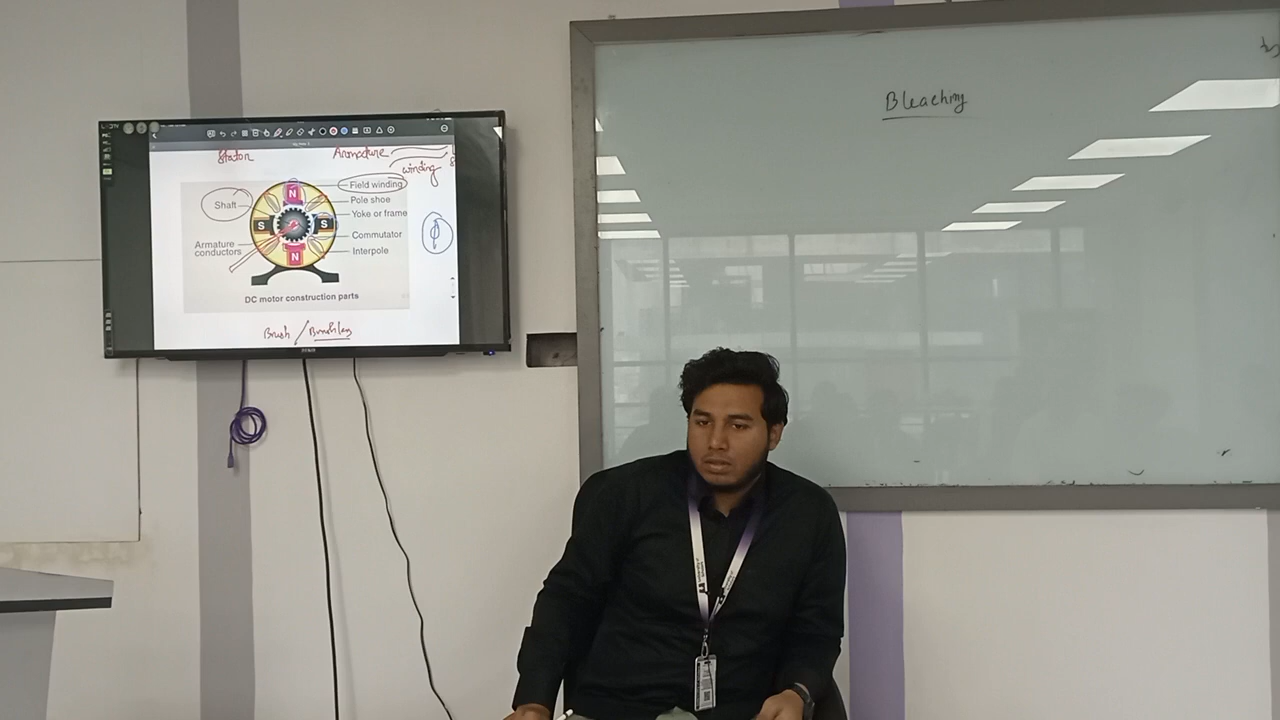 Bleaching
Stator
Armature
winding
Field winding
Shaft
Pole shoe
Yoke or frame
Armature
conductors
Commutator
Interpole
N
S
S
N
ϕ
DC motor construction parts
Brush / Brushes